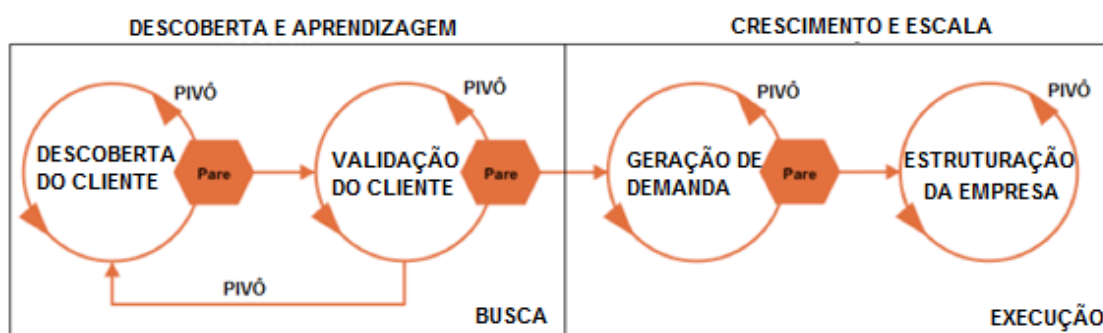 DESCOBERTA E APRENDIZAGEM
CRESCIMENTO E ESCALA
PIVÔ
DESCOBERTA
DO CLIENTE
Pare
PIVÔ
VALIDAÇÃO
DO CLIENTE
Pare
PIVÔ
BUSCA
PIVÔ
GERAÇÃO DE
DEMANDA
Pare
PIVÔ
ESTRUTURAÇÃO
DA EMPRESA
EXECUÇÃO